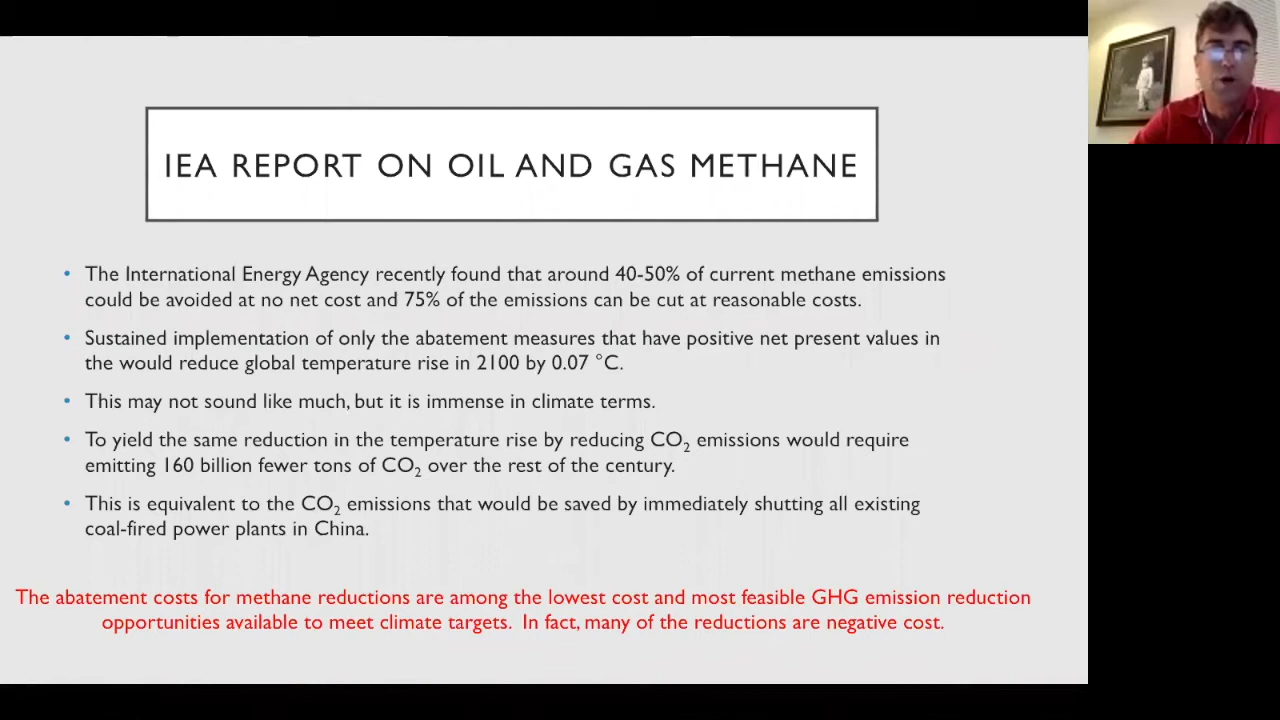 IEA REPORT ON OIL AND GAS METHANE
• The International Energy Agency recently found that around 40-50% of current methane emissions
could be avoided at no net cost and 75% of the emissions can be cut at reasonable costs.
• Sustained implementation of only the abatement measures that have positive net present values in
the would reduce global temperature rise in 2100 by 0.07 °C.
• This may not sound like much, but it is immense in climate terms.
• To yield the same reduction in the temperature rise by reducing CO₂ emissions would require
emitting 160 billion fewer tons of CO₂ over the rest of the century.
• This is equivalent to the CO₂ emissions that would be saved by immediately shutting all existing
coal-fired power plants in China.
The abatement costs for methane reductions are among the lowest cost and most feasible GHG emission reduction
opportunities available to meet climate targets. In fact, many of the reductions are negative cost.